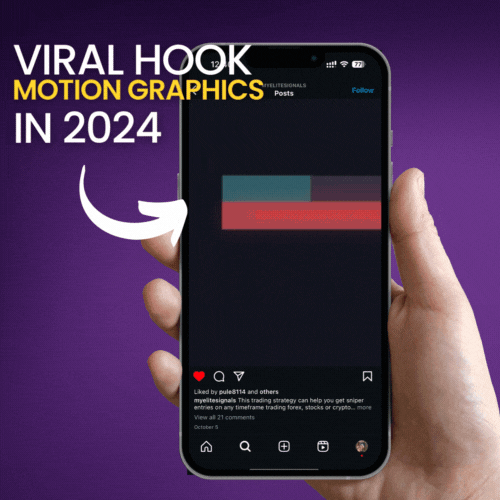 VIRAL HOOK
MOTION GRAPHICS
IN 2024
77
MYELITESIGNALS
Posts
Follow
Liked by pule8114 and others
myelitesignals This trading strategy can help you get sniper
entries on any timeframe trading forex, stocks or crypto... more
View all 21 comments
October 5